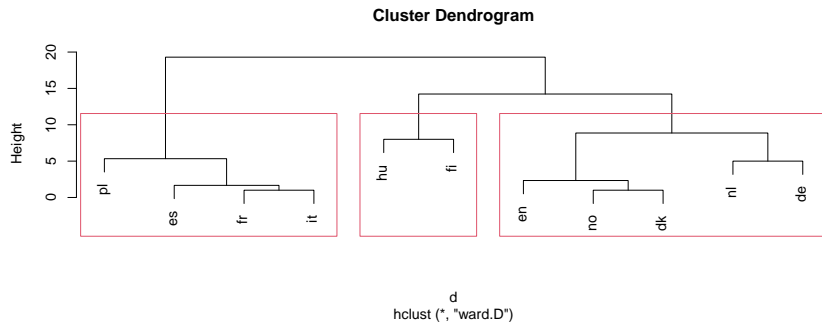 Cluster Dendrogram
Height
20
15
10
5
0
pl
es
fr
it
hu
fi
en
no
dk
nl
de
d
hclust (*, "ward.D")